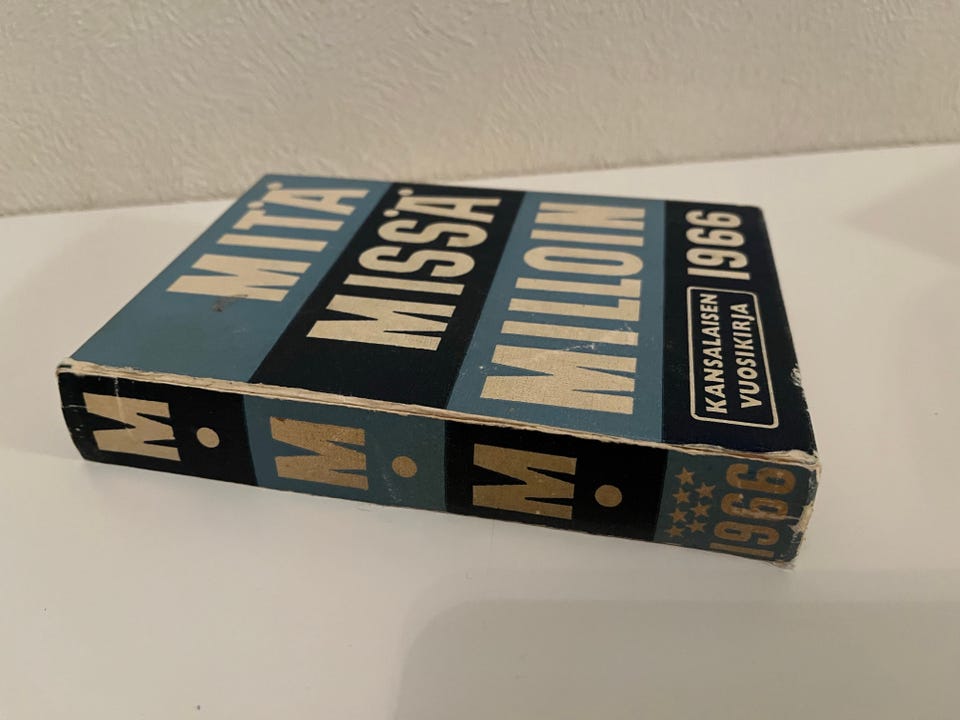 MITÄ
MISSÄ
MILLOIN
1966
KANSALAISEN
VUOSIKIRJA
M.
M.
M.
1966